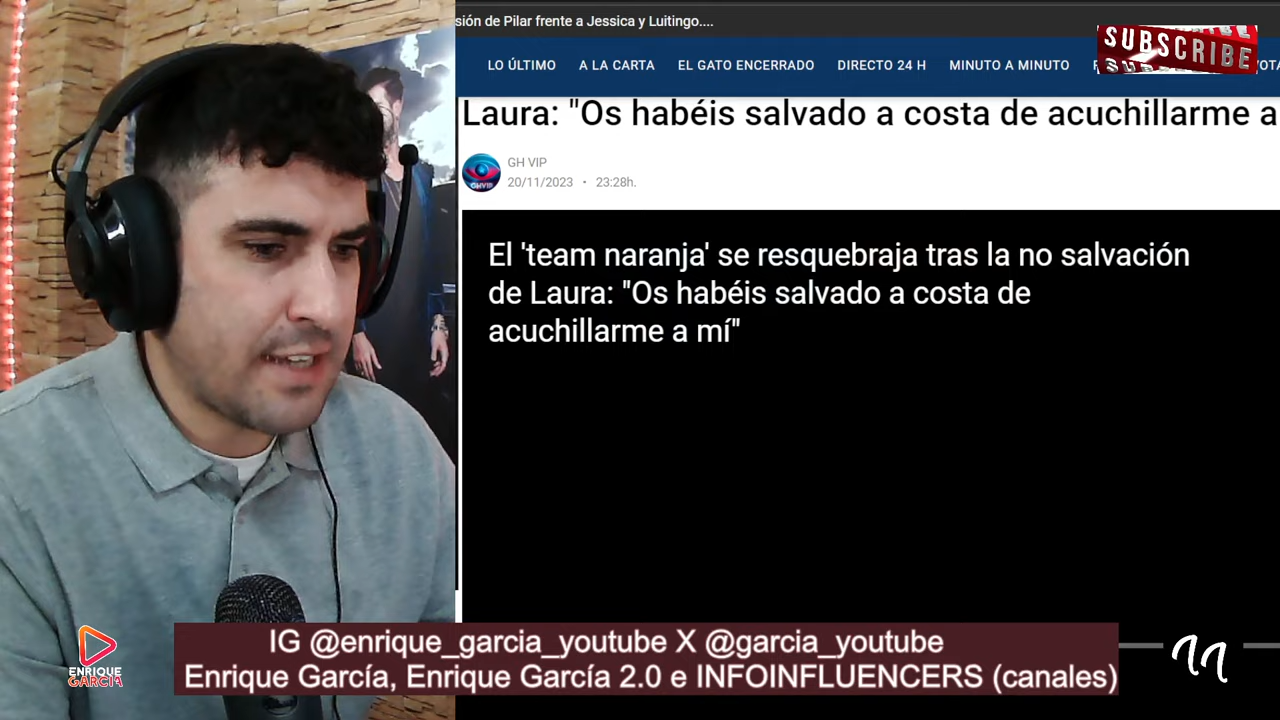 sión de Pilar frente a Jessica y Luitingo....
SUBSCRIBE
LO ÚLTIMO A LA CARTA EL GATO ENCERRADO DIRECTO 24 H MINUTO A MINUTO
Laura: "Os habéis salvado a costa de acuchillarme a
GH VIP
20/11/2023 • 23:28h.
GHVIP
El 'team naranja' se resquebraja tras la no salvación
de Laura: "Os habéis salvado a costa de
acuchillarme a mí"
IG @enrique_garcia_youtube X @garcia_youtube
Enrique García, Enrique García 2.0 e INFOINFLUENCERS (canales)
ENRIQUE
GARCÍA